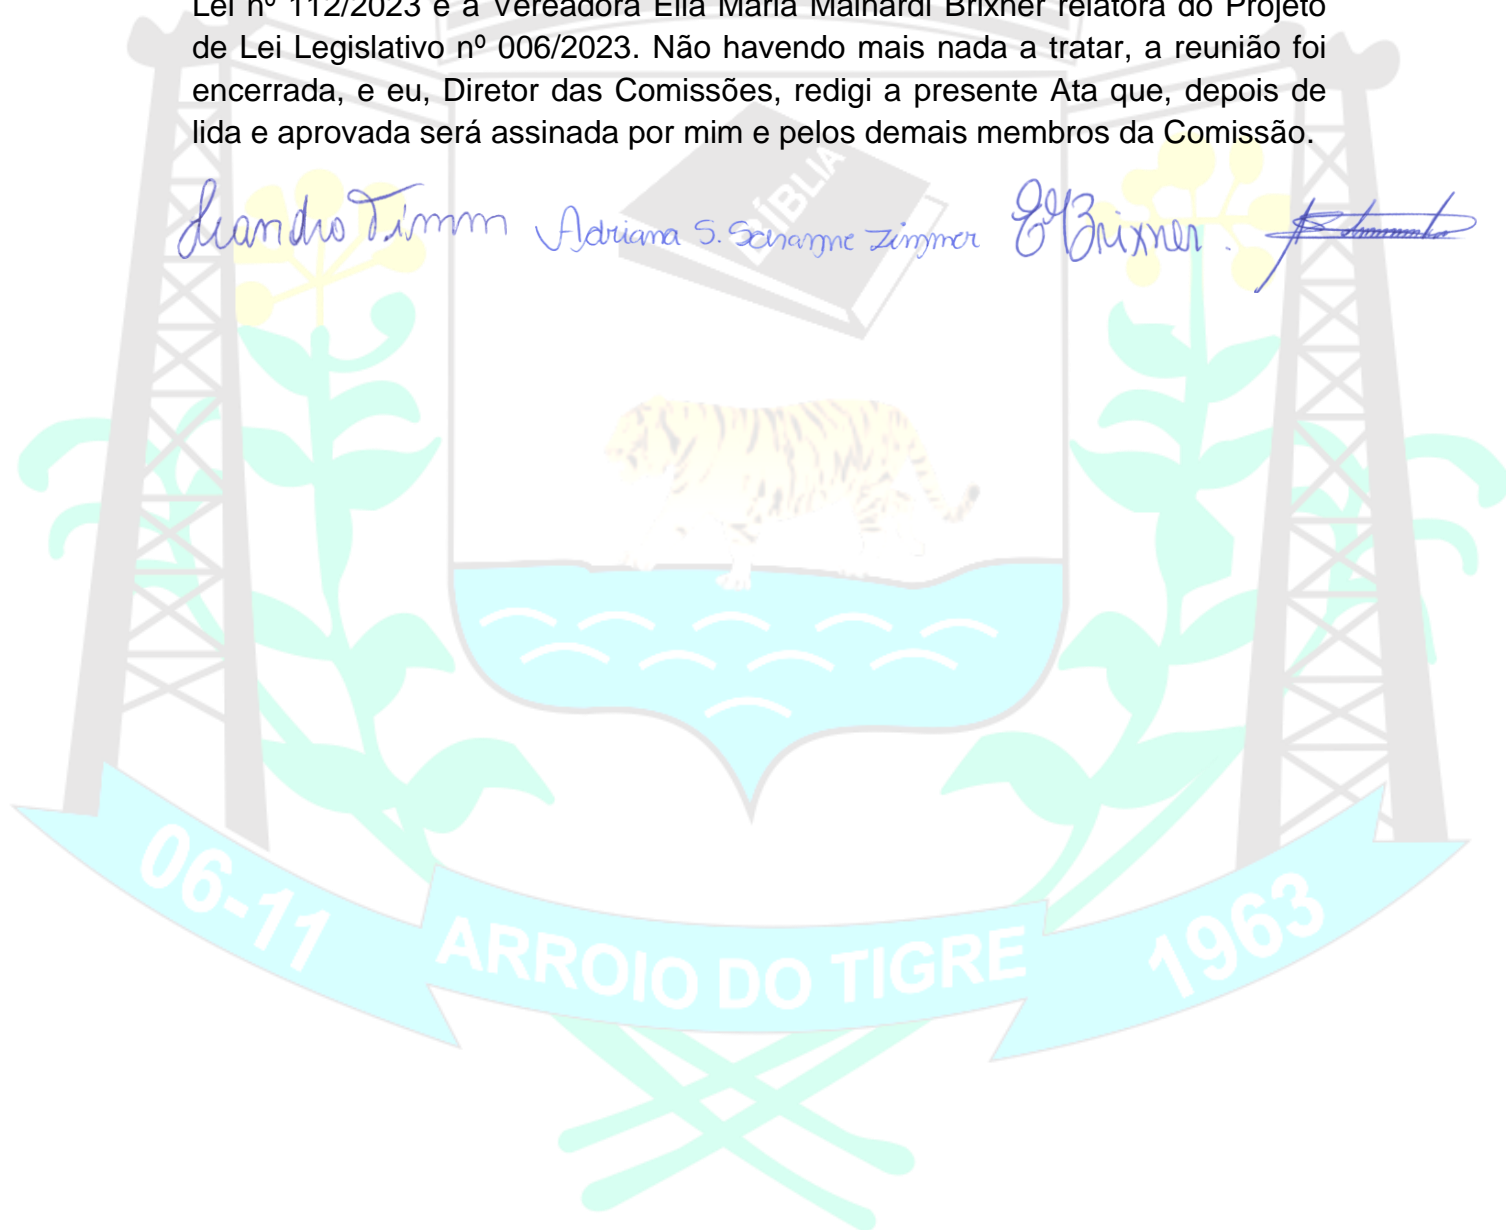 Lei nº 112/2023 e a Vereadora Elia Maria Mainardi Brixner relatora do Projeto
de Lei Legislativo nº 006/2023. Não havendo mais nada a tratar, a reunião foi
encerrada, e eu, Diretor das Comissões, redigi a presente Ata que, depois de
lida e aprovada será assinada por mim e pelos demais membros da Comissão.
Leandro Timm Adriana S. Zimmer EMBrixner.
BÍBLIA
06-11 ARROIO DO TIGRE 1963